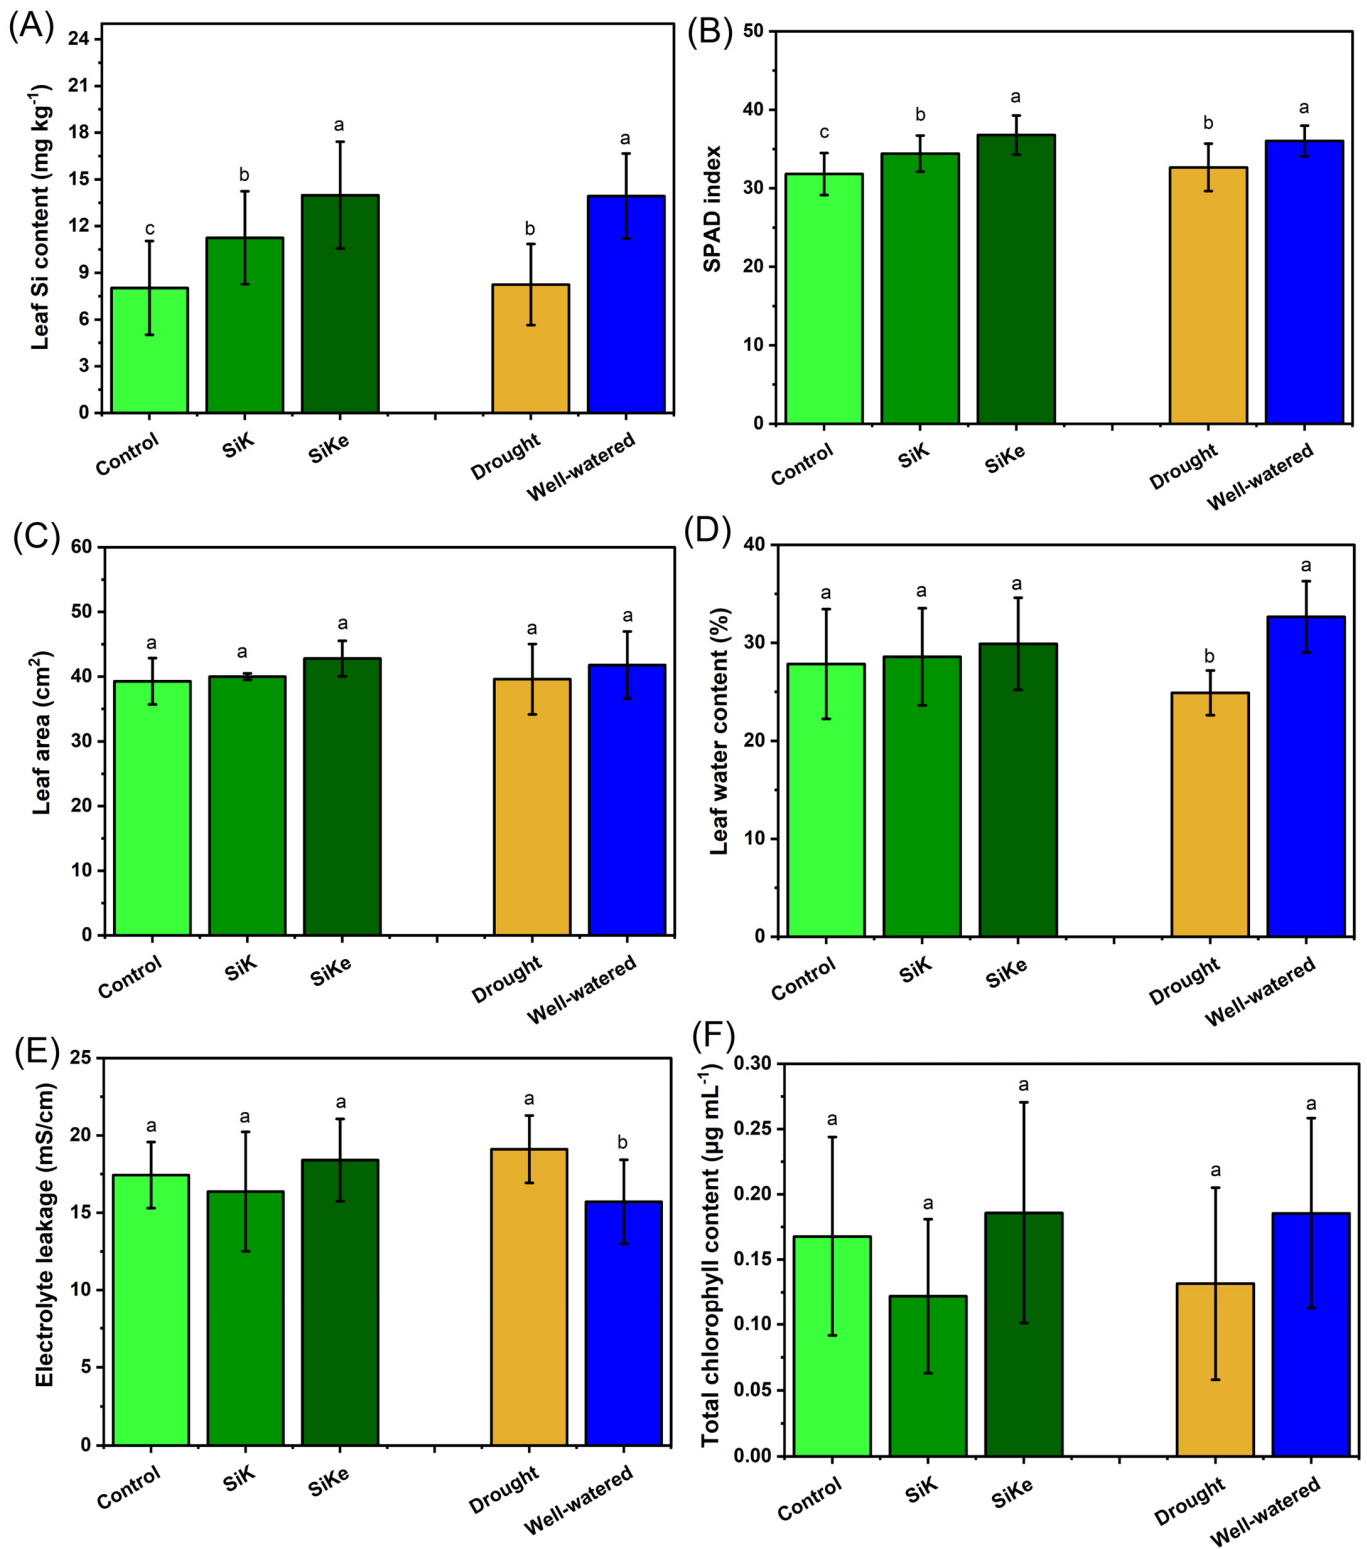 (A)
Leaf Si content (mg kg⁻¹)
24
21
18
15
12
9
6
3
0
c
b
a
b
a
Control
SiK
SiKe
Drought
Well-watered
(B)
SPAD index
50
40
30
20
10
0
c
b
a
b
a
Control
SiK
SiKe
Drought
Well-watered
(C)
Leaf area (cm²)
60
50
40
30
20
10
0
a
a
a
a
a
Control
SiK
SiKe
Drought
Well-watered
(D)
Leaf water content (%)
40
30
20
10
0
a
a
a
b
a
Control
SiK
SiKe
Drought
Well-watered
(E)
Electrolyte leakage (mS/cm)
25
20
15
10
5
0
a
a
a
a
b
Control
SiK
SiKe
Drought
Well-watered
(F)
Total chlorophyll content (µg mL⁻¹)
0.30
0.25
0.20
0.15
0.10
0.05
0.00
a
a
a
a
a
Control
SiK
SiKe
Drought
Well-watered